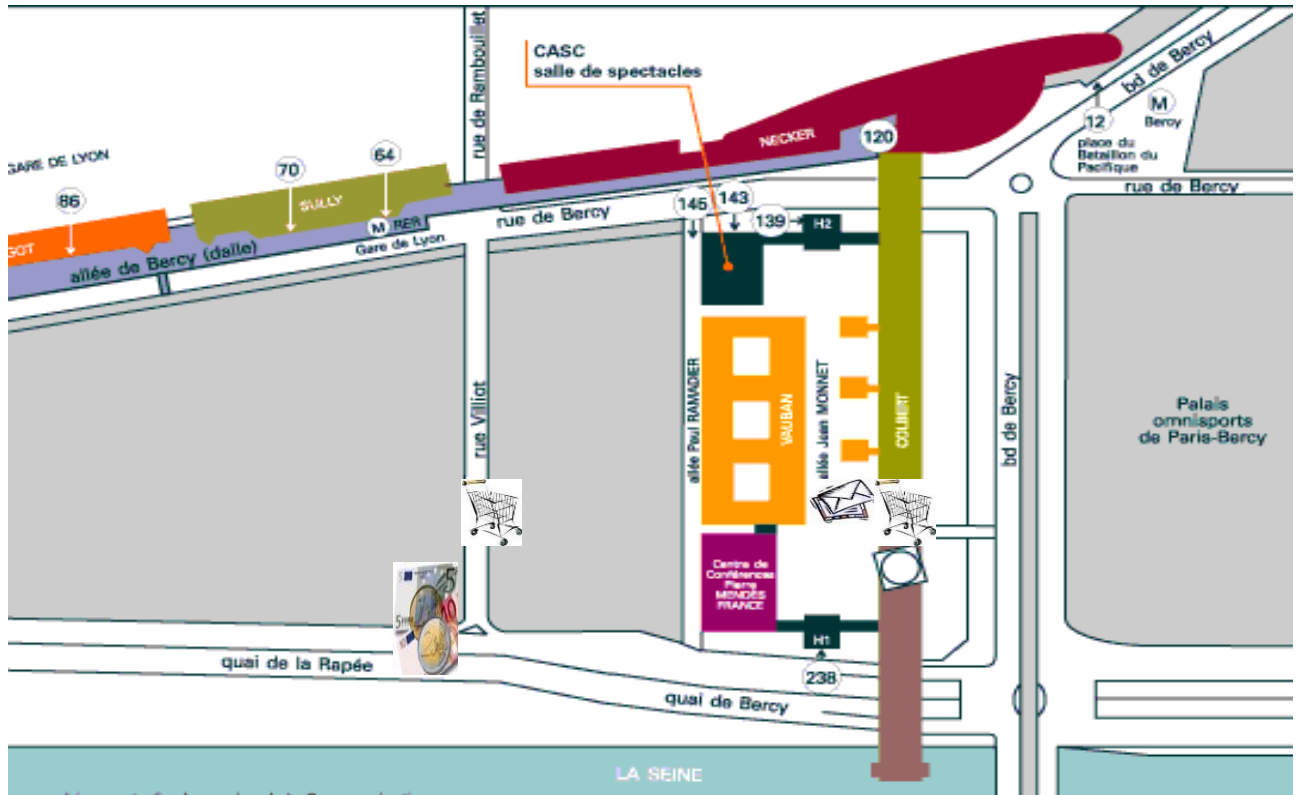 CASC
salle de spectacles
rue de Rambouillet
bd de Bercy
M
Bercy
12
place du
Bataillon du
Pacifique
rue de Bercy
NECKER
120
GARE DE LYON
86
70
64
SULLY
GOT
M RER
Gare de Lyon
allée de Bercy (dalle)
rue de Bercy
145
143
139
H2
rue Villiot
allée Paul RAMADIER
VAUBAN
allée Jean MONNET
COLBERT
bd de Bercy
Palais
omnisports
de Paris-Bercy
Centre de
Conférences
Pierre
MENDÈS
FRANCE
H1
238
quai de la Rapée
quai de Bercy
LA SEINE